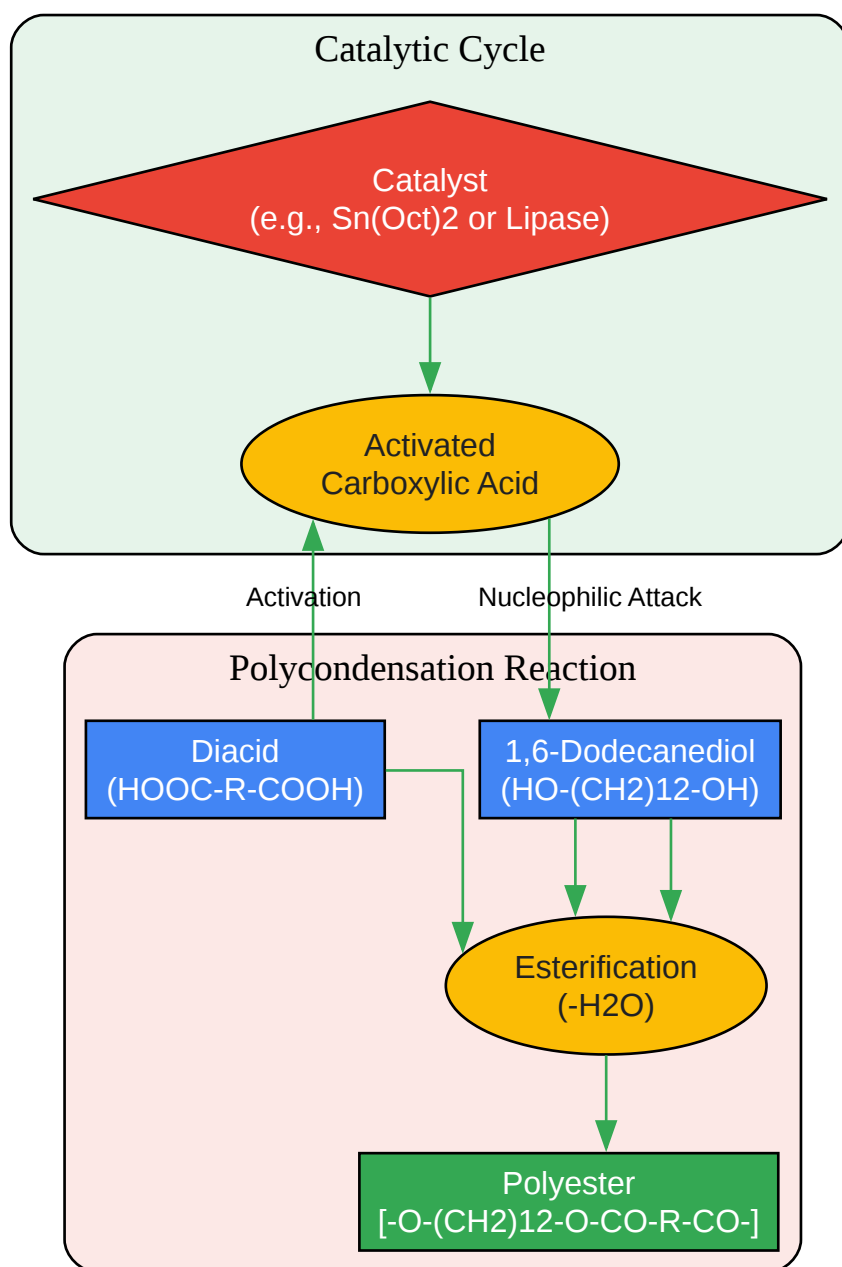 Catalytic Cycle
Catalyst
(e.g., Sn(Oct)2 or Lipase)
Activated
Carboxylic Acid
Activation
Nucleophilic Attack
Polycondensation Reaction
Diacid
(HOOC-R-COOH)
1,6-Dodecanediol
(HO-(CH2)12-OH)
Esterification
(-H2O)
Polyester
[-O-(CH2)12-O-CO-R-CO-]